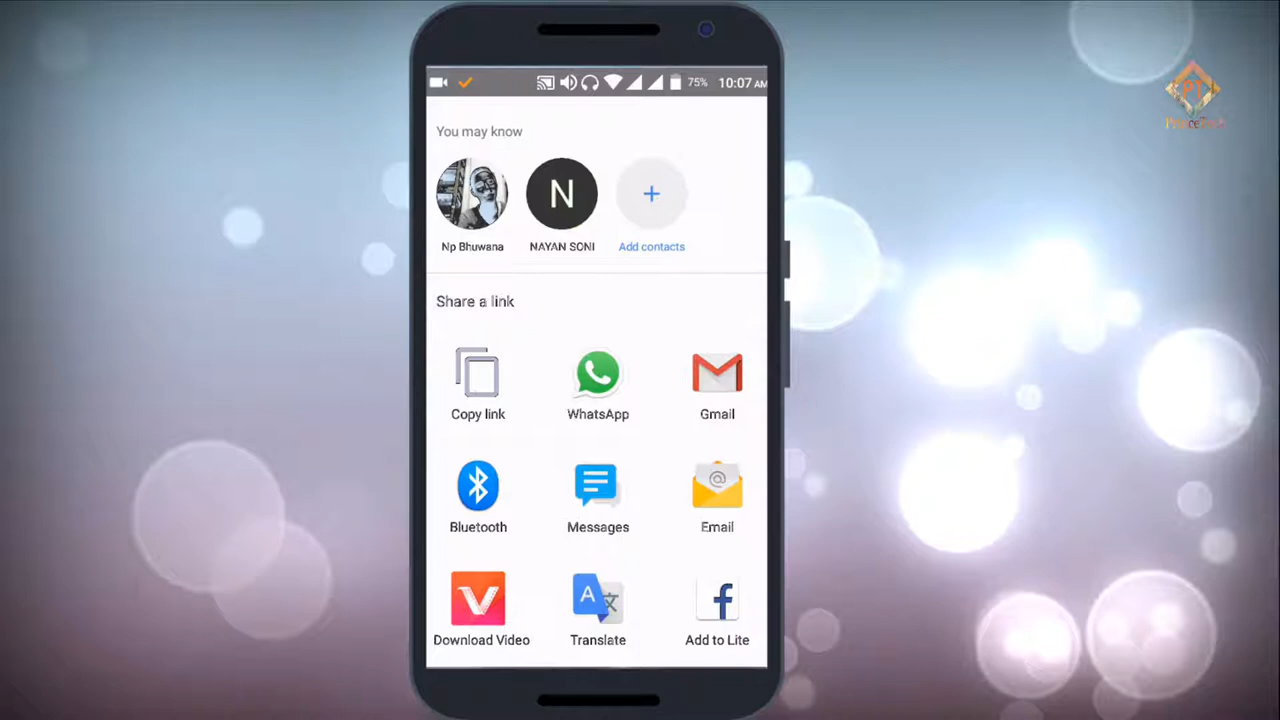 75% 10:07 AM
PT
You may know
N
Np Bhuwana NAYAN SONI Add contacts
Share a link
Copy link WhatsApp Gmail
Bluetooth Messages Email
A 文
Download Video Translate Add to Lite